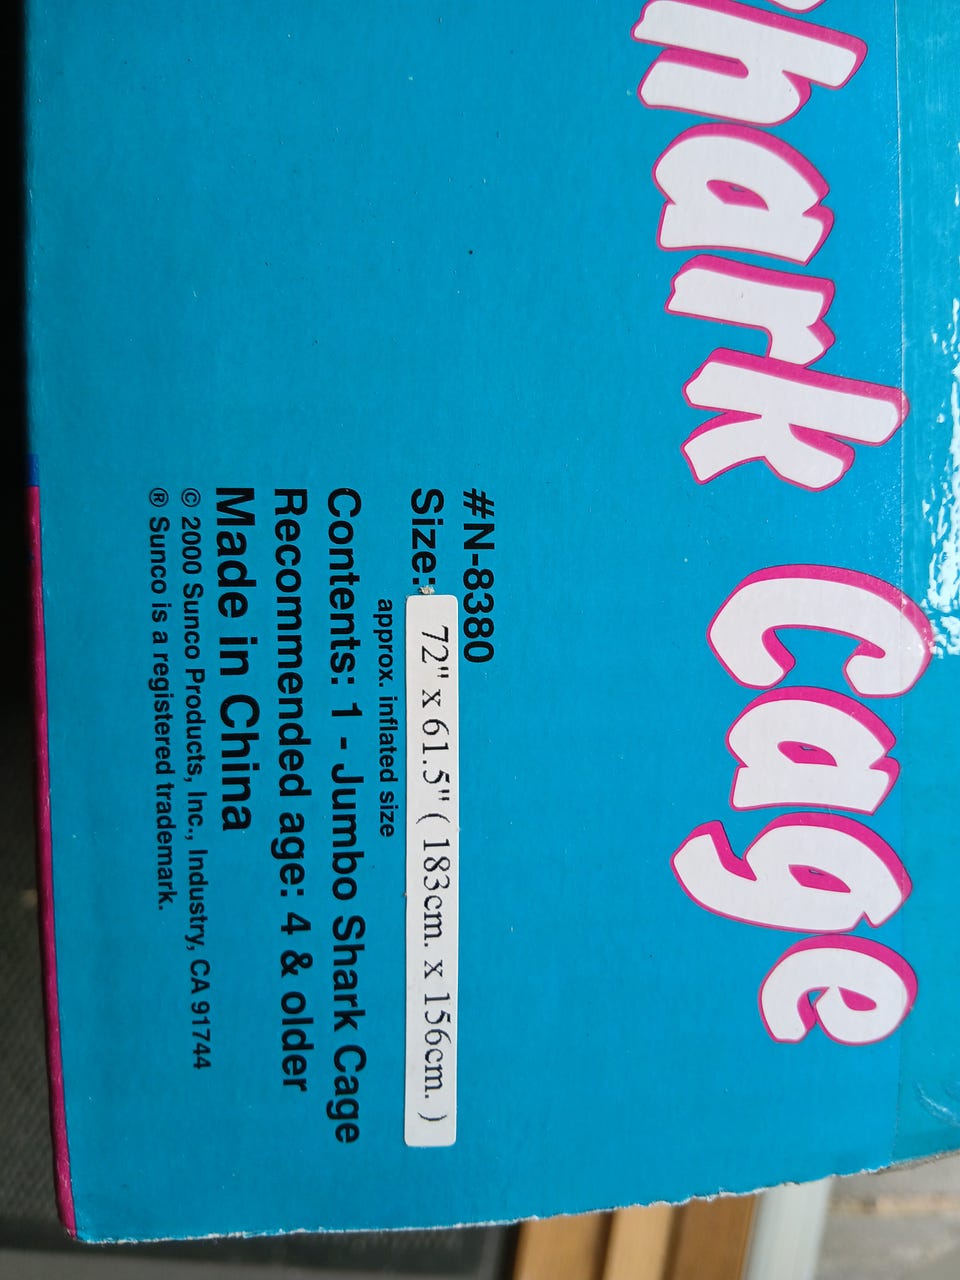 hark Cage
#N-8380
Size: 72" x 61.5" ( 183cm. x 156cm. )
approx. inflated size
Contents: 1 - Jumbo Shark Cage
Recommended age: 4 & older
Made in China
© 2000 Sunco Products, Inc., Industry, CA 91744
® Sunco is a registered trademark.